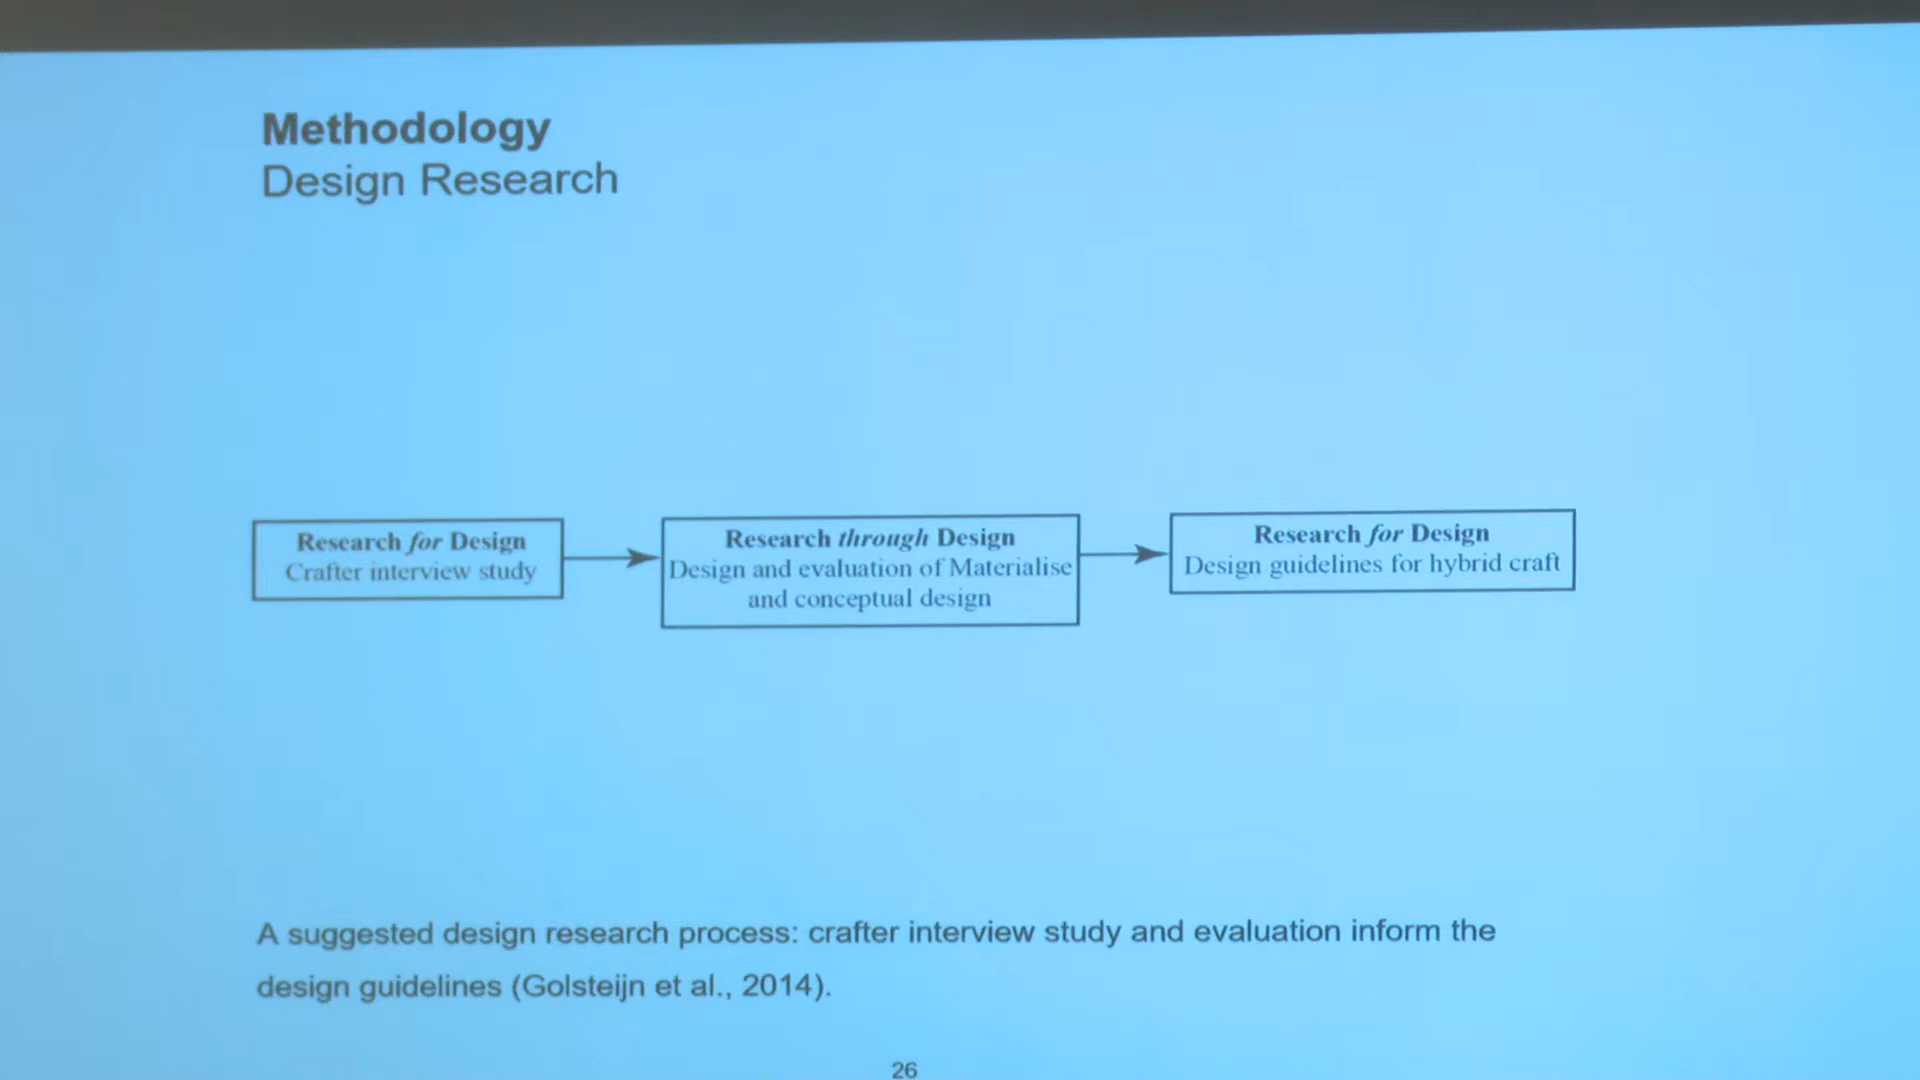 Methodology
Design Research
Research for Design
Crafter interview study
Research through Design
Design and evaluation of Materialise
and conceptual design
Research for Design
Design guidelines for hybrid craft
A suggested design research process: crafter interview study and evaluation inform the
design guidelines (Golsteijn et al., 2014).
26